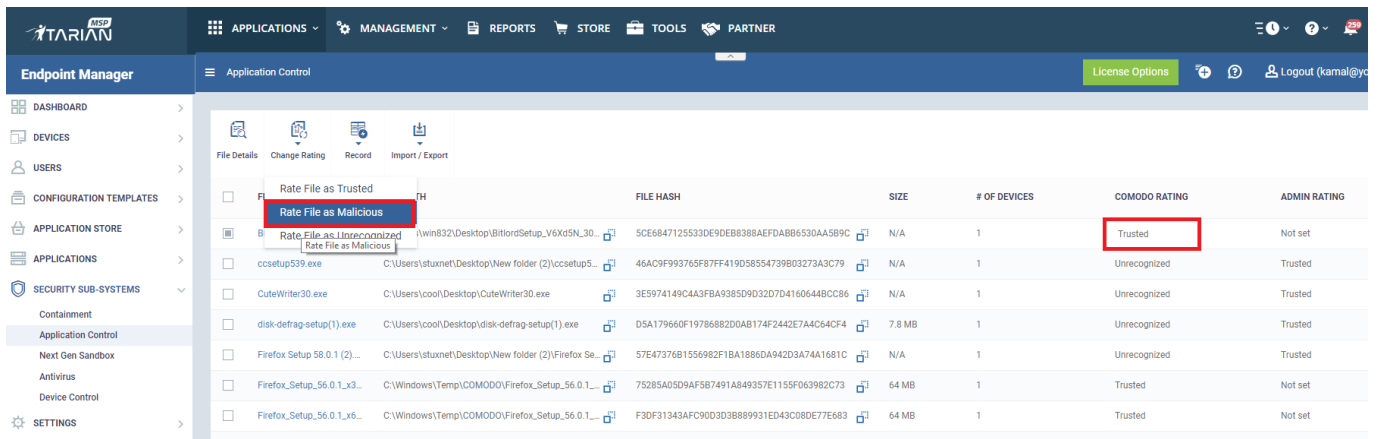 MSP
ITARIAN
APPLICATIONS MANAGEMENT REPORTS STORE TOOLS PARTNER
259
Endpoint Manager
Application Control
License Options
Logout (kamal@yo
DASHBOARD
DEVICES
USERS
CONFIGURATION TEMPLATES
APPLICATION STORE
APPLICATIONS
SECURITY SUB-SYSTEMS
Containment
Application Control
Next Gen Sandbox
Antivirus
Device Control
SETTINGS
File Details Change Rating Record Import / Export
Rate File as Trusted
Rate File as Malicious
Rate File as Unrecognized
Rate File as Malicious
FILE HASH SIZE # OF DEVICES COMODO RATING ADMIN RATING
\win832\Desktop\BitlordSetup_V6Xd5N_30... 5CE6847125533DE9DEB8388AEFDABB6530AA5B9C N/A 1 Trusted Not set
ccsetup539.exe C:\Users\stuxnet\Desktop\New folder (2)\ccsetup5... 46AC9F993765F87FF419D58554739B03273A3C79 N/A 1 Unrecognized Trusted
CuteWriter30.exe C:\Users\cool\Desktop\CuteWriter30.exe 3E5974149C4A3FBA9385D9D32D7D4160644BCC86 N/A 1 Unrecognized Trusted
disk-defrag-setup(1).exe C:\Users\cool\Desktop\disk-defrag-setup(1).exe D5A179660F19786882D0AB174F2442E7A4C64CF4 7.8 MB 1 Unrecognized Trusted
Firefox Setup 58.0.1 (2).... C:\Users\stuxnet\Desktop\New folder (2)\Firefox Se... 57E47376B1556982F1BA1886DA942D3A74A1681C N/A 1 Unrecognized Trusted
Firefox_Setup_56.0.1_x3... C:\Windows\Temp\COMODO\Firefox_Setup_56.0.1_... 75285A05D9AF5B7491A849357E1155F063982C73 64 MB 1 Trusted Not set
Firefox_Setup_56.0.1_x6... C:\Windows\Temp\COMODO\Firefox_Setup_56.0.1_... F3DF31343AFC90D3D3B889931ED43C08DE77E683 64 MB 1 Trusted Not set